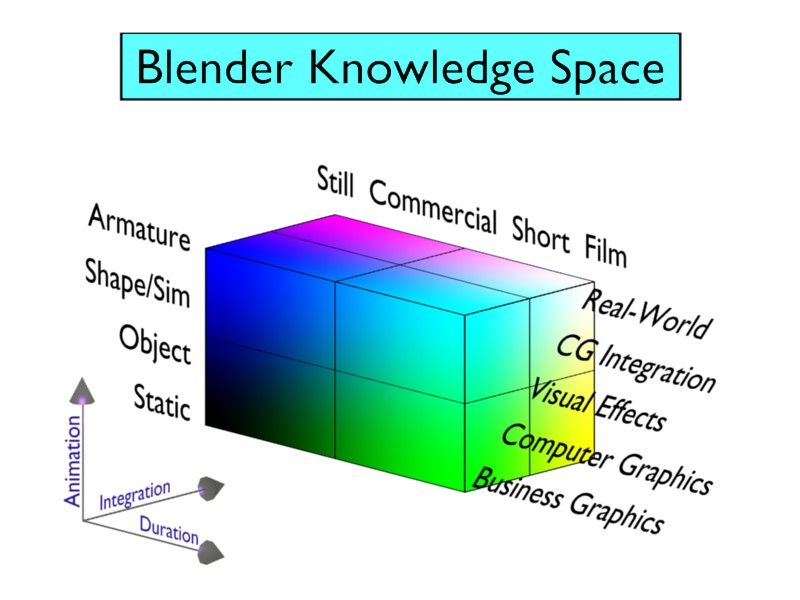 Blender Knowledge Space
Still Commercial Short Film
Armature
Shape/Sim
Object
Static
Real-World
CG Integration
Visual Effects
Computer Graphics
Business Graphics
Animation
Integration
Duration